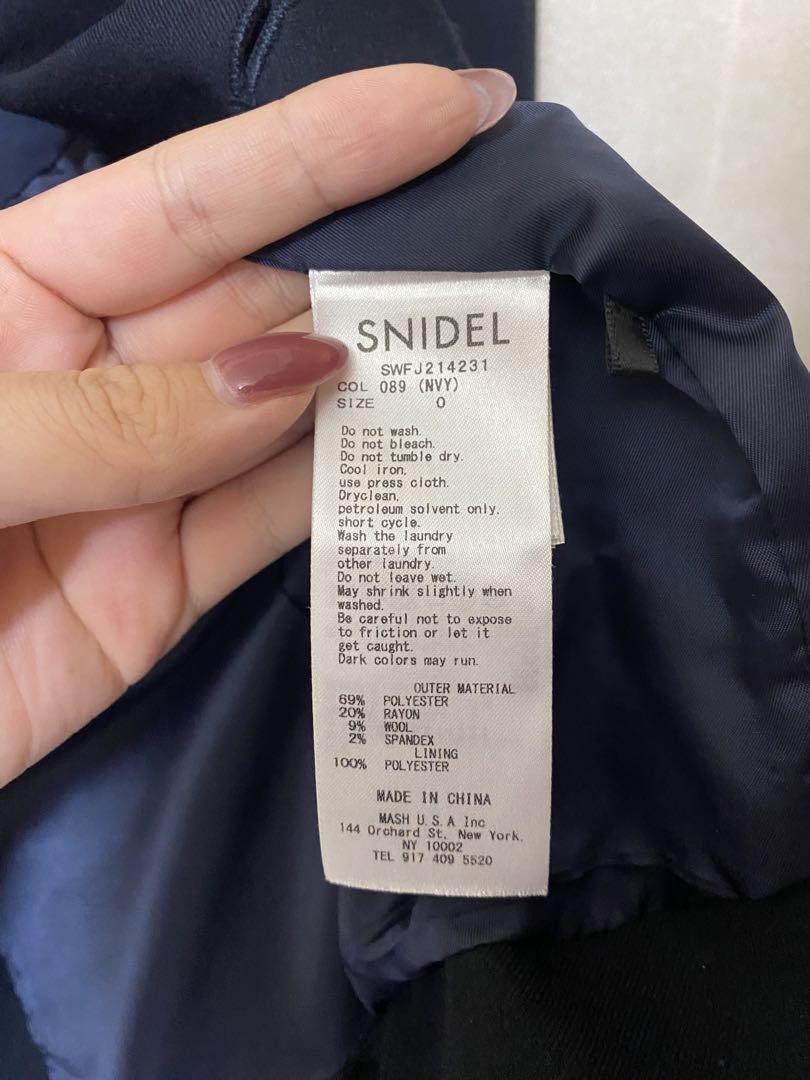 SNIDEL
SWFJ214231
COL 089 (NVY)
SIZE 0
Do not wash.
Do not bleach.
Do not tumble dry.
Cool iron,
use press cloth.
Dryclean,
petroleum solvent only,
short cycle.
Wash the laundry
separately from
other laundry.
Do not leave wet.
May shrink slightly when
washed.
Be careful not to expose
to friction or let it
get caught.
Dark colors may run.
OUTER MATERIAL
69% POLYESTER
20% RAYON
9% WOOL
2% SPANDEX
LINING
100% POLYESTER
MADE IN CHINA
MASH U.S.A Inc
144 Orchard St, New York,
NY 10002
TEL 917 409 5520